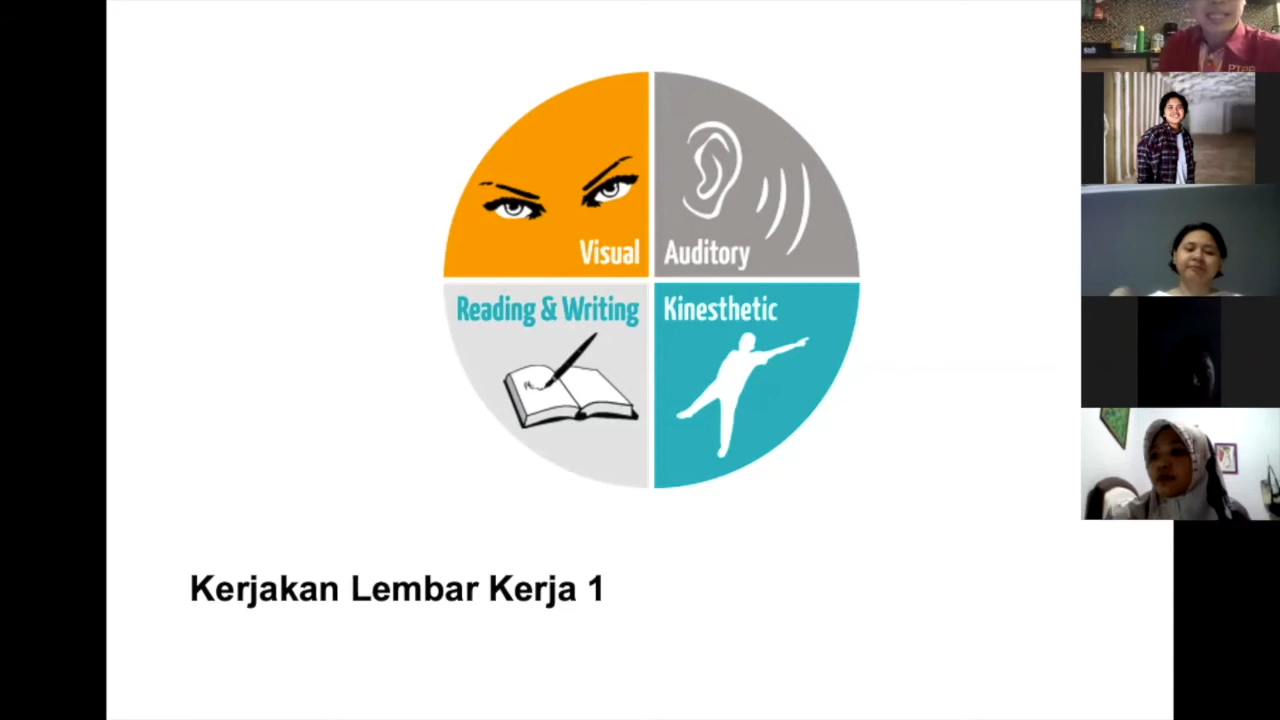 Visual
Auditory
Reading & Writing
Kinesthetic
Kerjakan Lembar Kerja 1